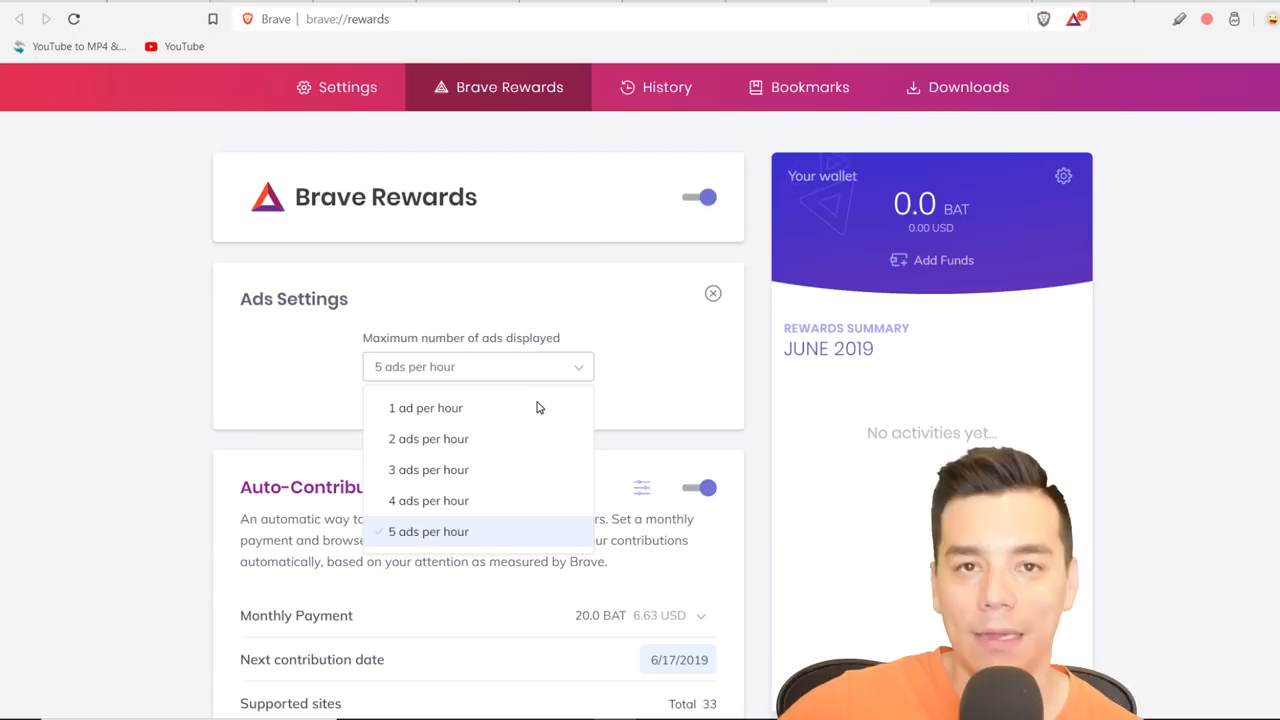 Brave | brave://rewards
2
YouTube to MP4 &...
YouTube
Settings
Brave Rewards
History
Bookmarks
Downloads
Brave Rewards
Your wallet
0.0 BAT
0.00 USD
Add Funds
Ads Settings
Maximum number of ads displayed
5 ads per hour
1 ad per hour
2 ads per hour
3 ads per hour
4 ads per hour
5 ads per hour
REWARDS SUMMARY
JUNE 2019
No activities yet...
Auto-Contribu
An automatic way to
rs. Set a monthly
payment and browse
our contributions
automatically, based on your attention as measured by Brave.
Monthly Payment
20.0 BAT 6.63 USD
Next contribution date
6/17/2019
Supported sites
Total 33